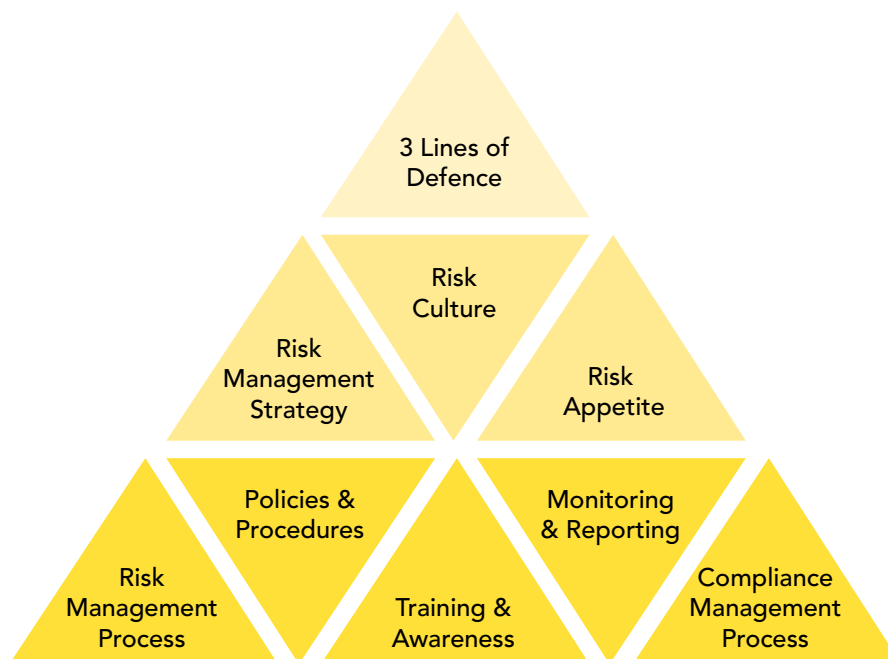 3 Lines of
Defence
Risk
Culture
Risk
Management
Strategy
Risk
Appetite
Policies &
Procedures
Monitoring
& Reporting
Risk
Management
Process
Training &
Awareness
Compliance
Management
Process